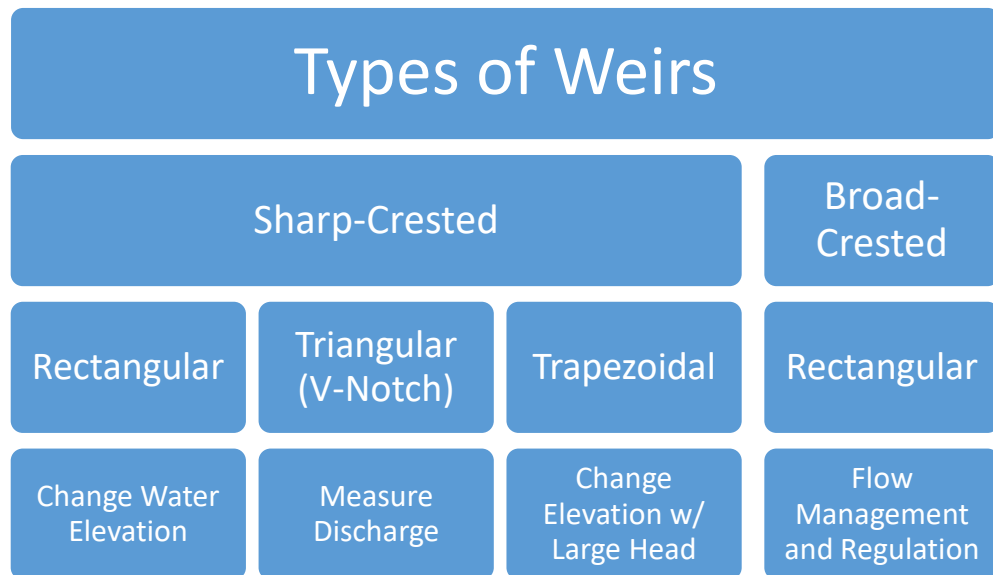 Types of Weirs
Sharp-Crested
Broad-
Crested
Rectangular
Triangular
(V-Notch)
Trapezoidal
Rectangular
Change Water
Elevation
Measure
Discharge
Change
Elevation w/
Large Head
Flow
Management
and Regulation